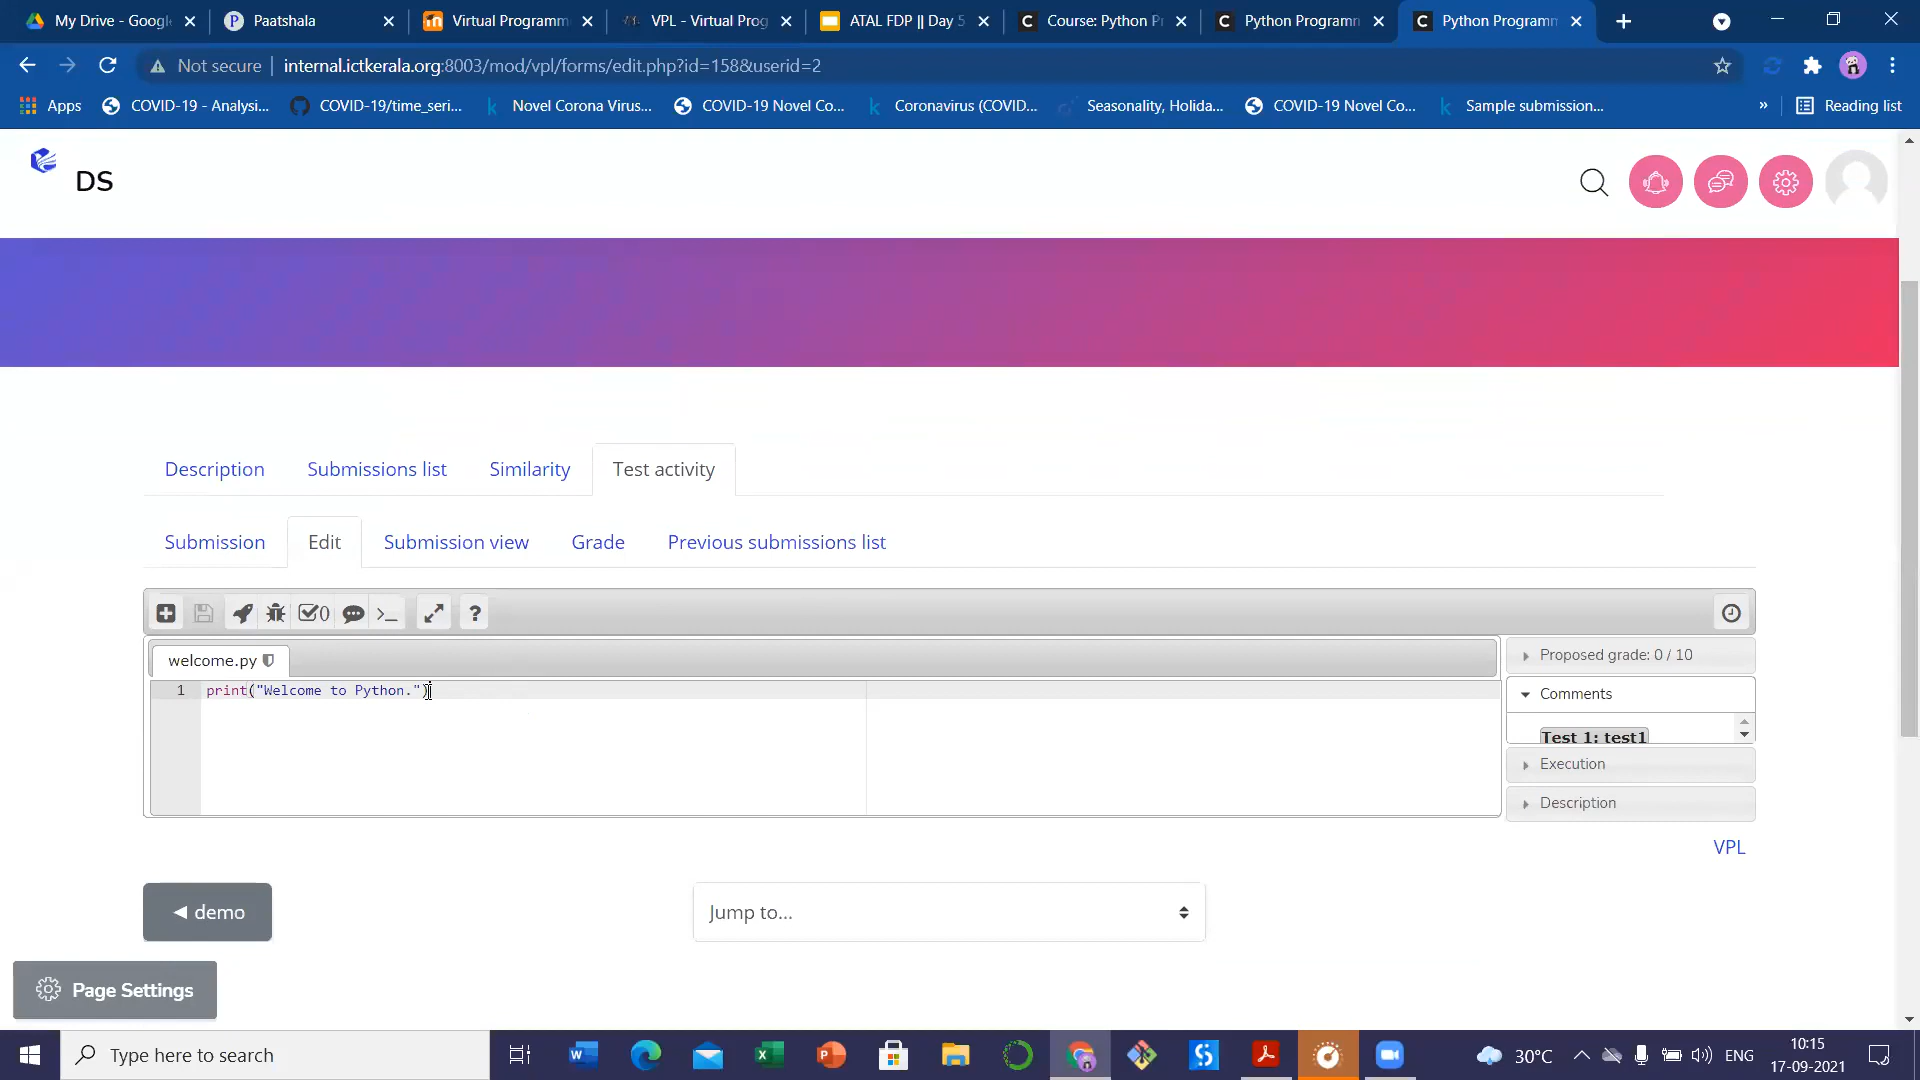 My Drive - Googl
Paatshala
Virtual Programm
VPL - Virtual Prog
ATAL FDP || Day 5
Course: Python P
Python Programm
Python Programm
Not secure
internal.ictkerala.org:8003/mod/vpl/forms/edit.php?id=158&userid=2
Apps
COVID-19 - Analysi...
COVID-19/time_seri...
Novel Corona Virus...
COVID-19 Novel Co...
Coronavirus (COVID...
Seasonality, Holida...
COVID-19 Novel Co...
Sample submission...
»
Reading list
DS
Description
Submissions list
Similarity
Test activity
Submission
Edit
Submission view
Grade
Previous submissions list
0
?
welcome.py
1 print("Welcome to Python.")
Proposed grade: 0 / 10
Comments
Test 1: test1
Execution
Description
VPL
◄ demo
Jump to...
Page Settings
Type here to search
30°C
ENG
10:15
17-09-2021